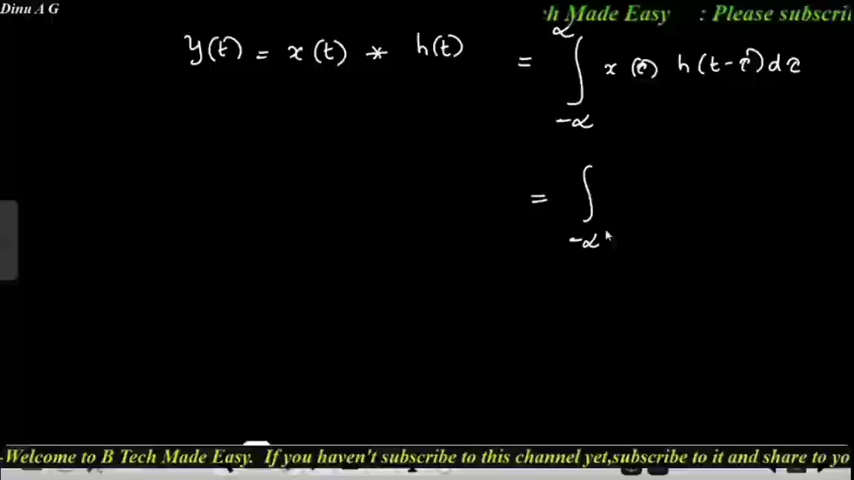 Dinu A G
:h Made Easy : Please subscri
y(t) = x(t) * h(t) = ∫_{-∝}^{∝} x(τ) h(t-τ)dτ
= ∫_{-∝}
-Welcome to B Tech Made Easy. If you haven't subscribe to this channel yet,subscribe to it and share to yo